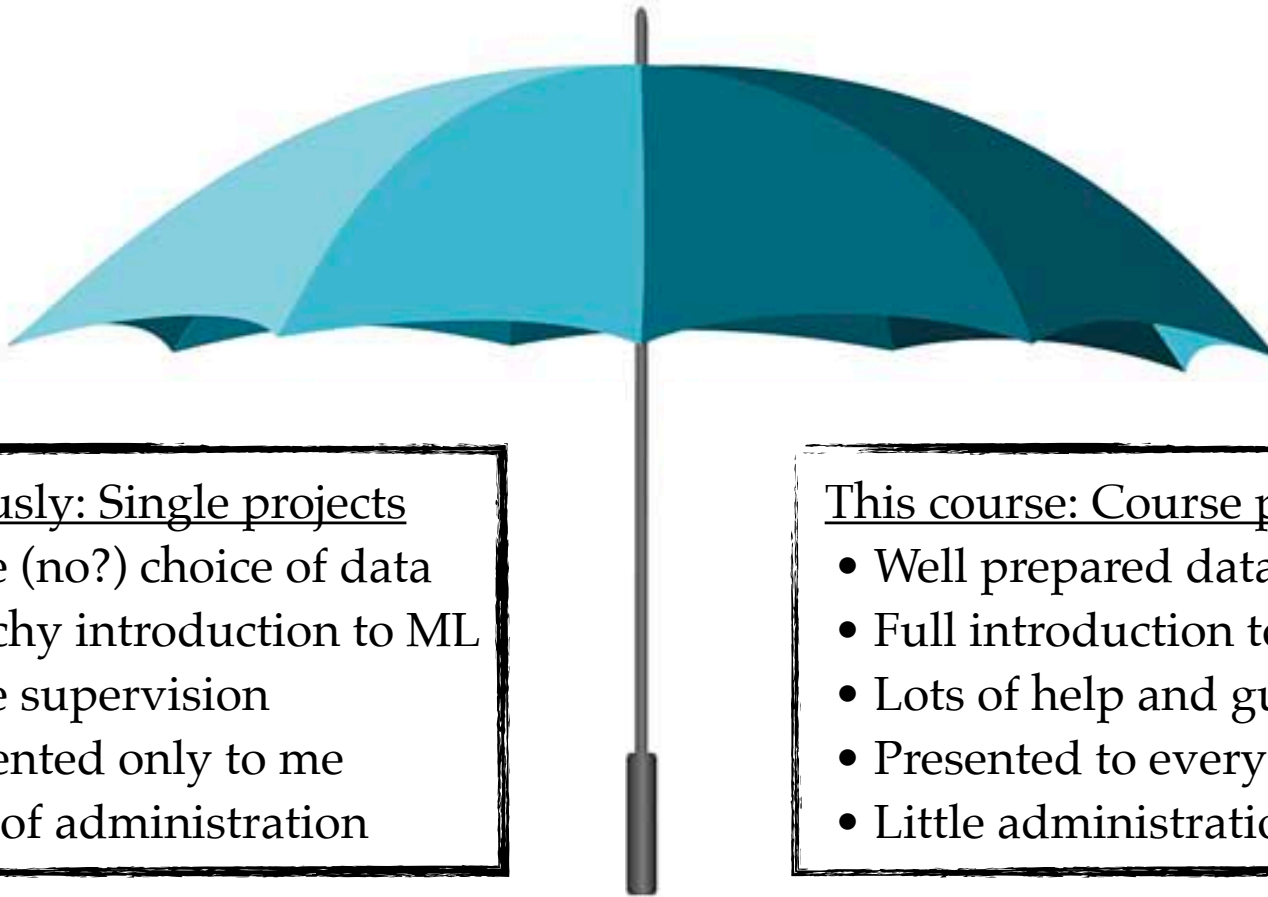 usly: Single projects
e (no?) choice of data
chy introduction to ML
e supervision
ented only to me
of administration
This course: Course p
• Well prepared data
• Full introduction to
• Lots of help and gu
• Presented to every
• Little administratio